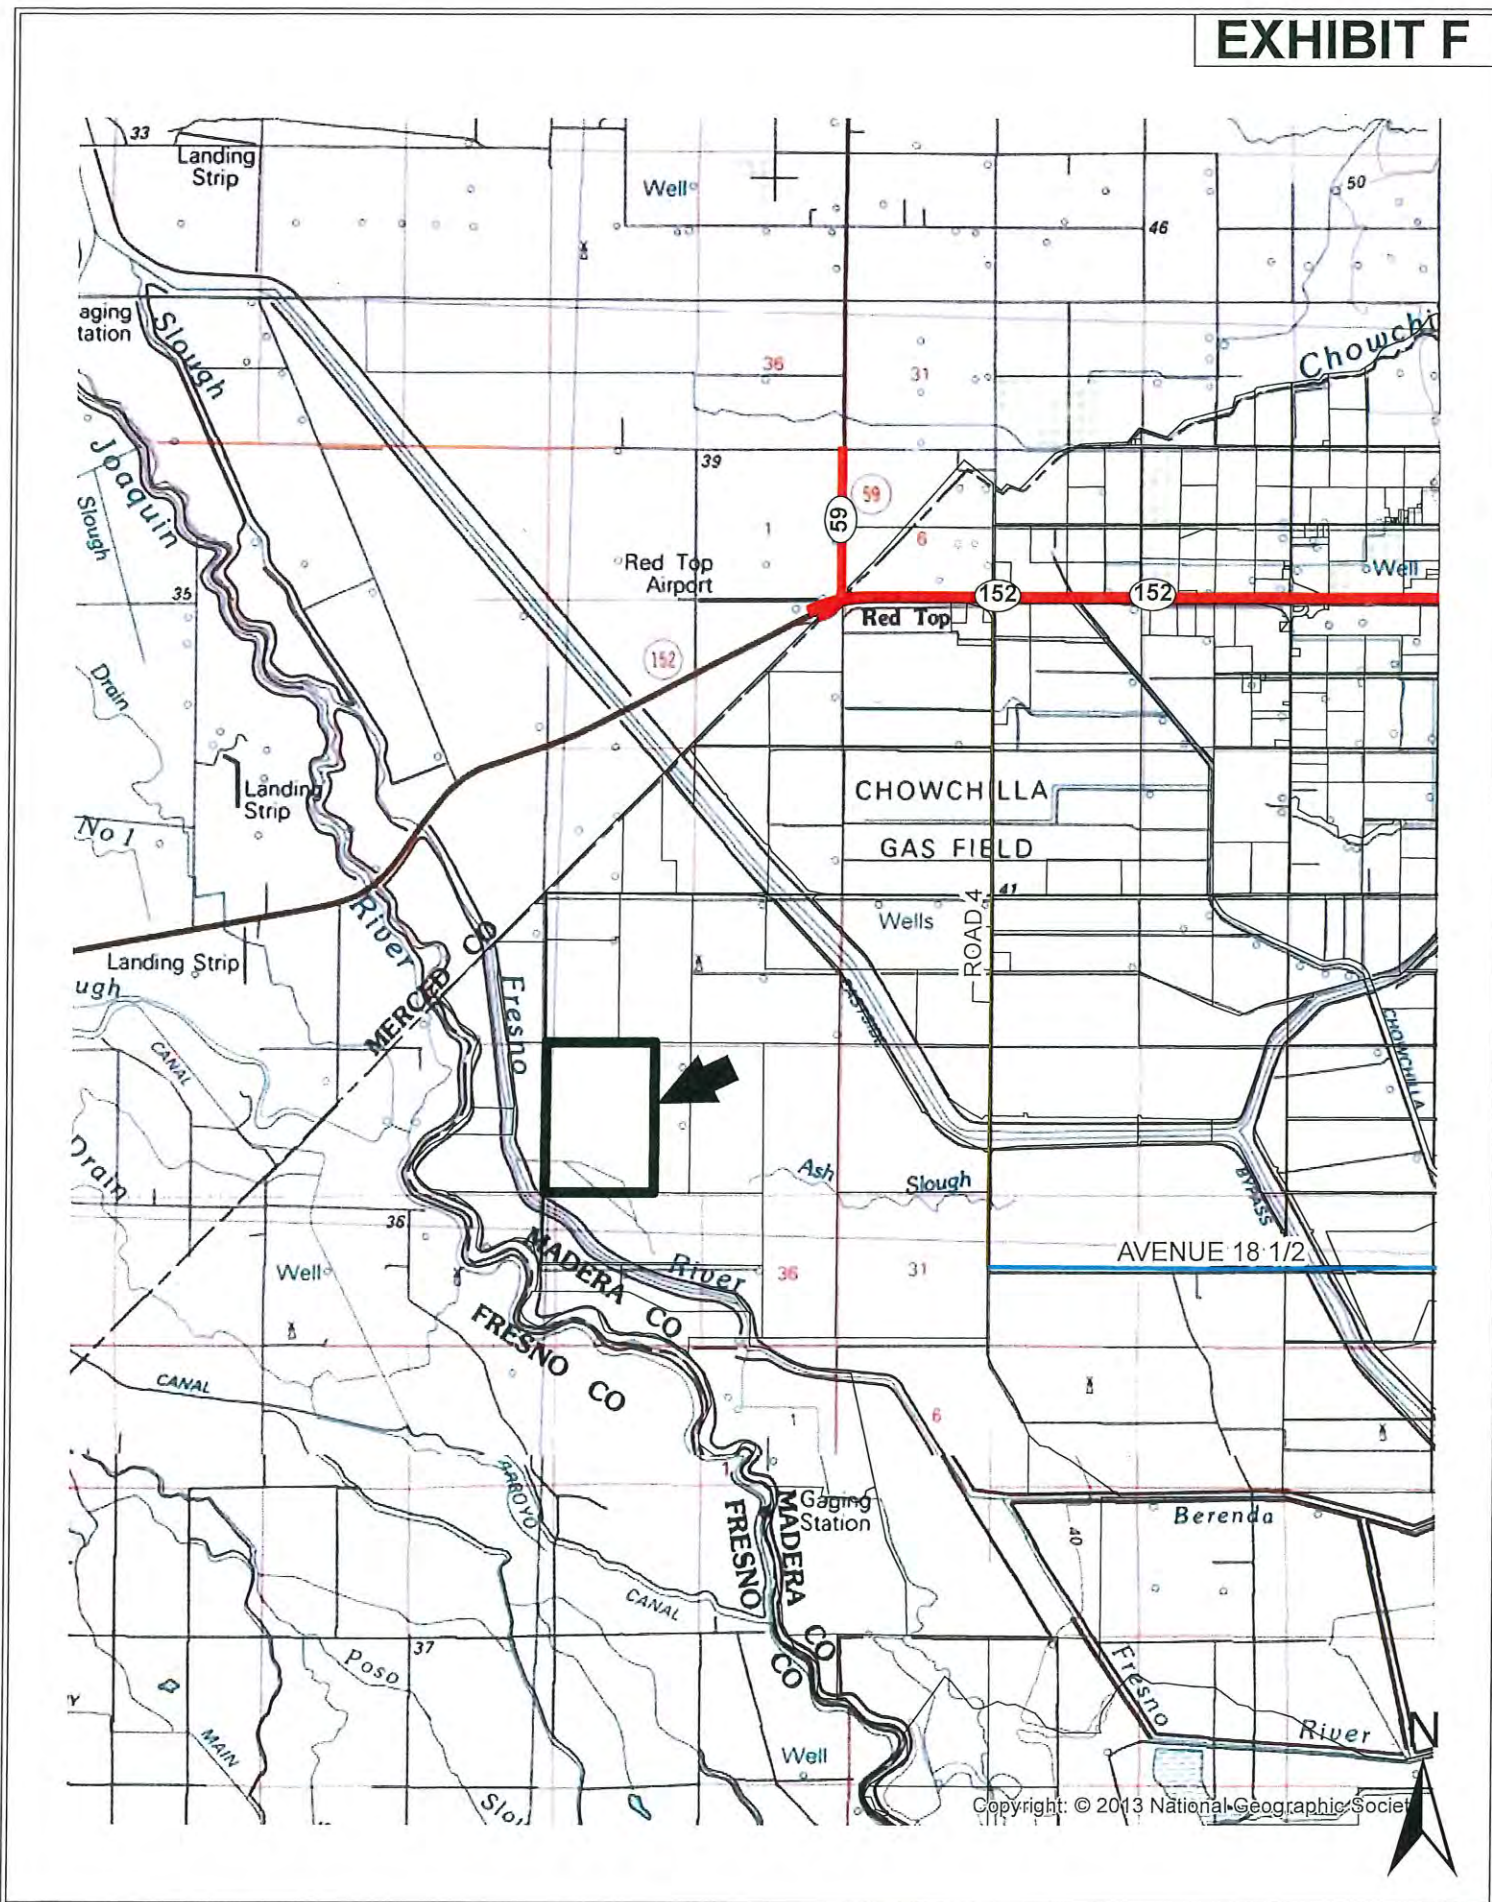 EXHIBIT F
33
Landing
Strip
Well
50
46
aging
tation
Slough
36
31
Chowchi
Joaquin
39
59
59
Slough
1
6
Red Top
Airport
Well
35
152
152
Red Top
152
Drain
Landing
Strip
CHOWCHILLA
No 1
GAS FIELD
41
River
Wells
ROAD 4
CO
Landing Strip
MERCED
ugh
Fresno
EASTSIDE
CHOWCHILLA
CANAL
Drain
Ash
Slough
BYPASS
36
MADERA CO
River
AVENUE 18 1/2
Well
36
31
FRESNO CO
CANAL
1
6
1
ARROYO
Gaging
Station
MADERA CO
FRESNO CO
Berenda
40
CANAL
37
Poso
Fresno
River
MAIN
Well
N
Slo
Copyright: © 2013 National Geographic Societ